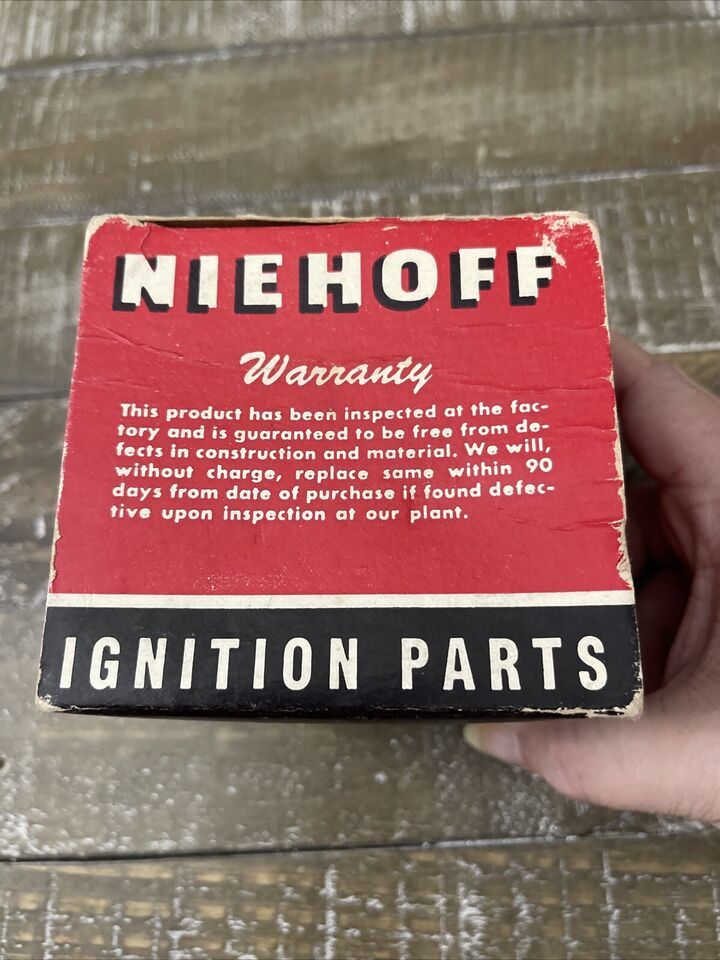 NIEHOFF
Warranty
This product has been inspected at the fac-
tory and is guaranteed to be free from de-
fects in construction and material. We will,
without charge, replace same within 90
days from date of purchase if found defec-
tive upon inspection at our plant.
IGNITION PARTS